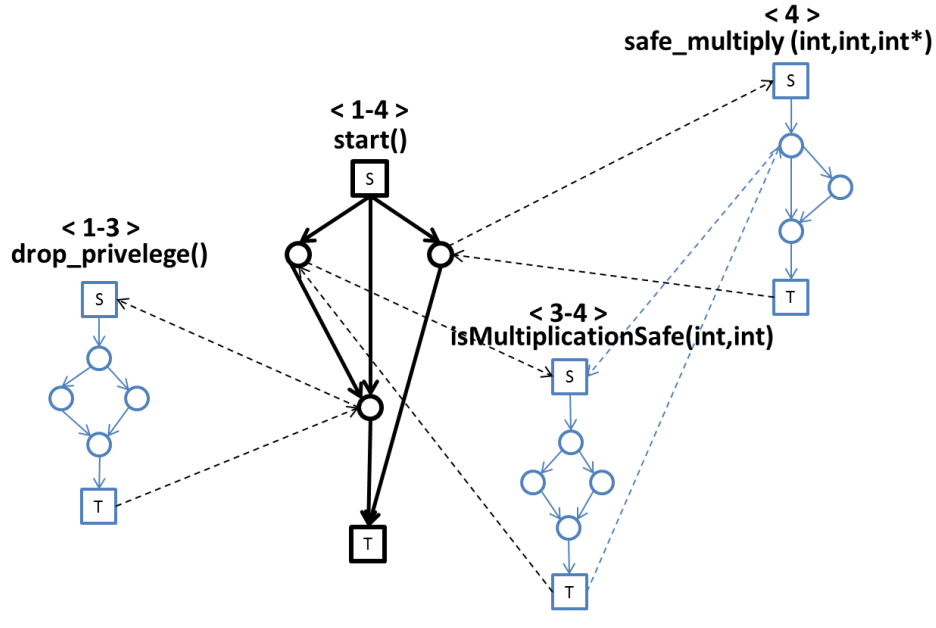 < 4 >
safe_multiply (int,int,int*)
S
< 1-4 >
start()
S
< 1-3 >
drop_privelege()
S
T
< 3-4 >
isMultiplicationSafe(int,int)
S
T
T
T